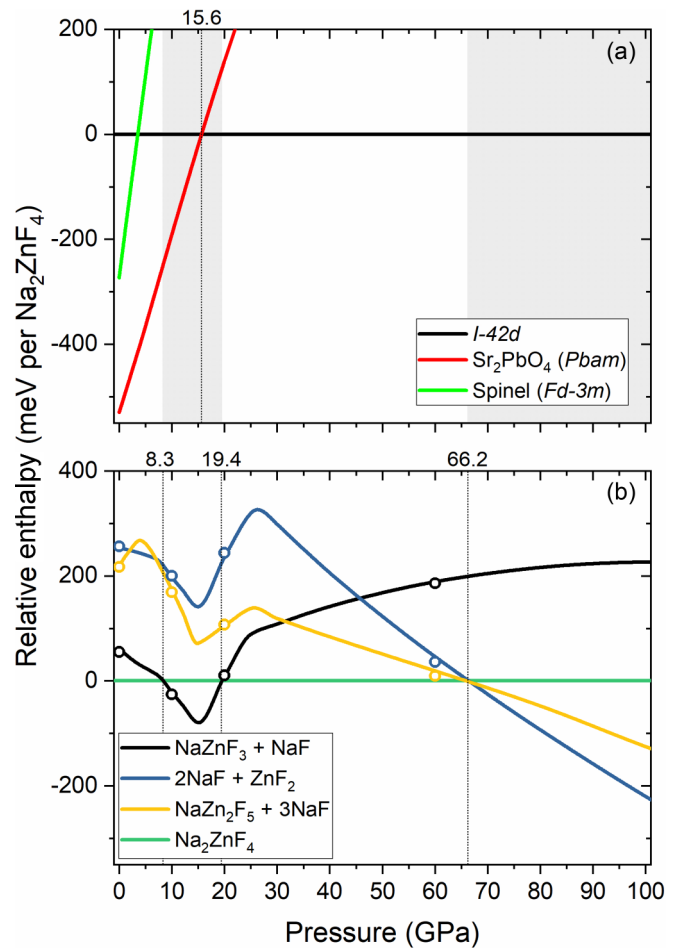 15.6
(a)
200
0
-200
-400
I-42d
Sr₂PbO₄ (Pbam)
Spinel (Fd-3m)
Relative enthalpy (meV per Na₂ZnF₄)
8.3
19.4
66.2
(b)
400
200
0
-200
NaZnF₃ + NaF
2NaF + ZnF₂
NaZn₂F₅ + 3NaF
Na₂ZnF₄
0 10 20 30 40 50 60 70 80 90 100
Pressure (GPa)